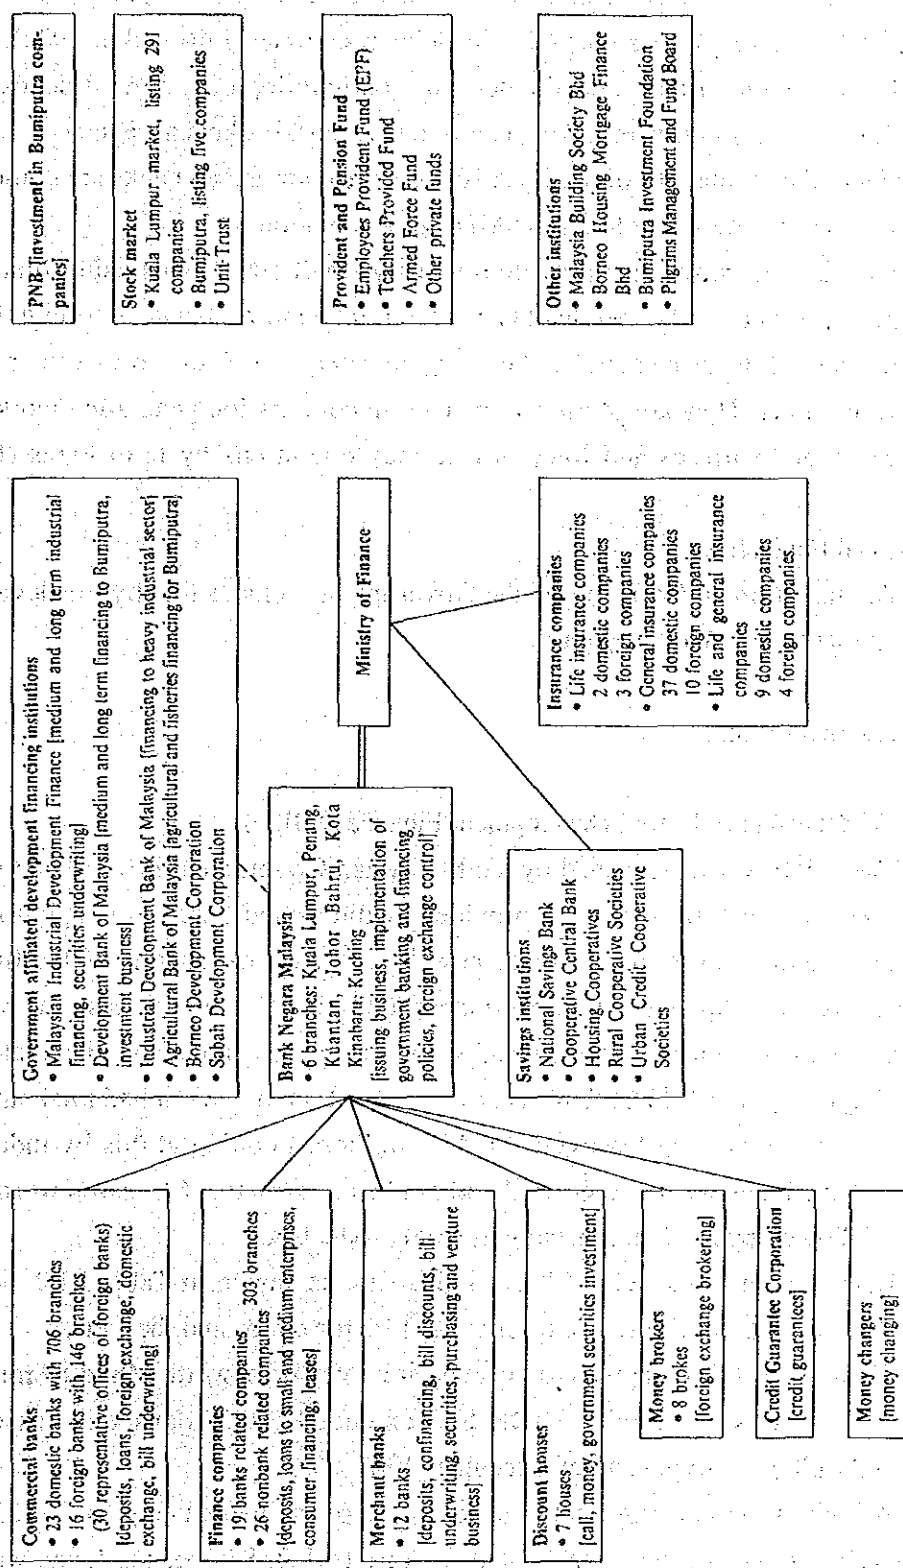 Commercial banks
• 23 domestic banks with 706 branches
• 16 foreign banks with 146 branches
(30 representative offices of foreign banks)
[deposits, loans, foreign exchange, domestic
exchange, bill underwriting]
Finance companies
• 19 banks related companies
• 26 nonbank related companies
303 branches
[deposits, loans to small and medium enterprises,
consumer financing, leases]
Merchant banks
• 12 banks
[deposits, confinancing, bill discounts, bill
underwriting, securities, purchasing and venture
business]
Discount houses
• 7 houses
[call, money, government securities investment]
Money brokers
• 8 brokes
[foreign exchange brokering]
Credit Guarantee Corporation
[credit guarantees]
Money changers
[money changing]
Government affiliated development financing institutions
• Malaysian Industrial Development Finance [medium and long term industrial
financing, securities underwriting]
• Development Bank of Malaysia [medium and long term financing to Bumiputra,
investment business]
• Industrial Development Bank of Malaysia [financing to heavy industrial sector]
• Agricultural Bank of Malaysia [agricultural and fisheries financing for Bumiputra]
• Borneo Development Corporation
• Sabah Development Corporation
Bank Negara Malaysia
• 6 branches: Kuala Lumpur, Penang,
Kuantan, Johor Bahru, Kota
Kinabaru, Kuching
[issuing business, implementation of
government banking and financing
policies, foreign exchange control]
Ministry of Finance
Savings institutions
• National Savings Bank
• Cooperative Central Bank
• Housing Cooperatives
• Rural Cooperative Societies
• Urban Credit Cooperative
Societies
Insurance companies
• Life insurance companies
2 domestic companies
3 foreign companies
• General insurance companies
37 domestic companies
10 foreign companies
• Life and general insurance
companies
9 domestic companies
4 foreign companies
PNB [investment in Bumiputra com-
panies]
Stock market
• Kuala Lumpur market, listing 291
companies
• Bumiputra, listing five companies
• Unit Trust
Provident and Pension Fund
• Employees Provident Fund (EPF)
• Teachers Provided Fund
• Armed Force Fund
• Other private funds
Other institutions
• Malaysia Building Society Bhd
• Borneo Housing Mortgage Finance
Bhd
• Bumiputra Investment Foundation
• Pilgrims Management and Fund Board